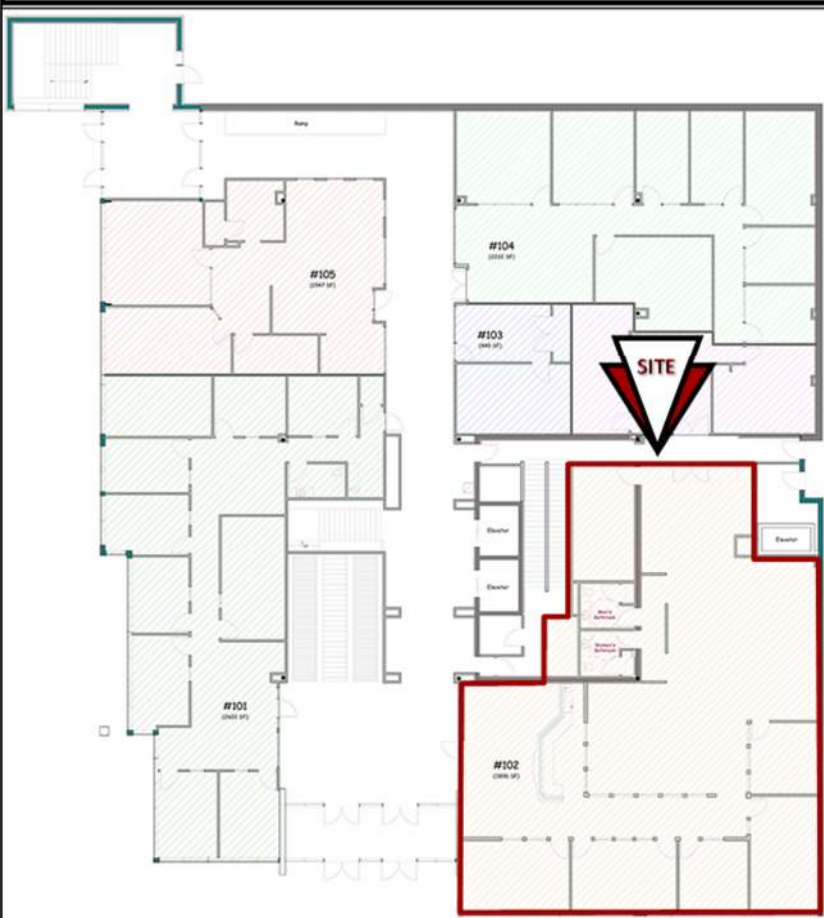 Ramp
#104
#105
#103
SITE
Elevator
Elevator
Elevator
Men's
Bathroom
Women's
Bathroom
#101
#102